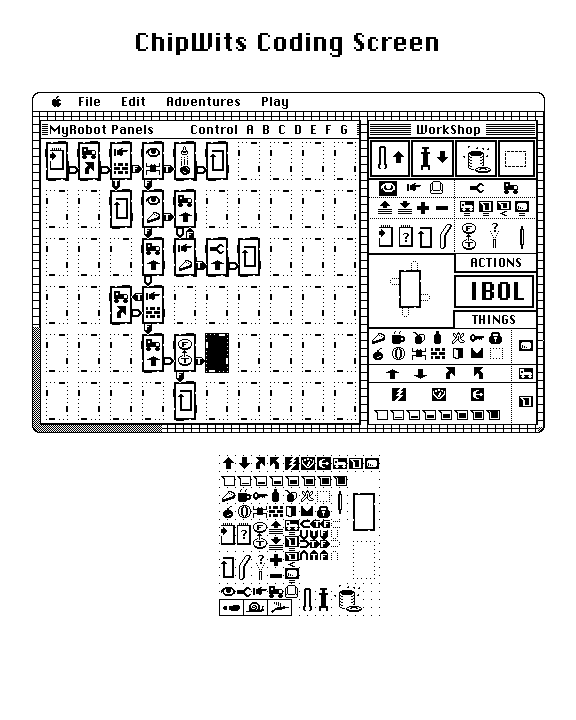 ChipWits Coding Screen
File Edit Adventures Play
MyRobot Panels Control A B C D E F G
WorkShop
ACTIONS
IBOL
THINGS